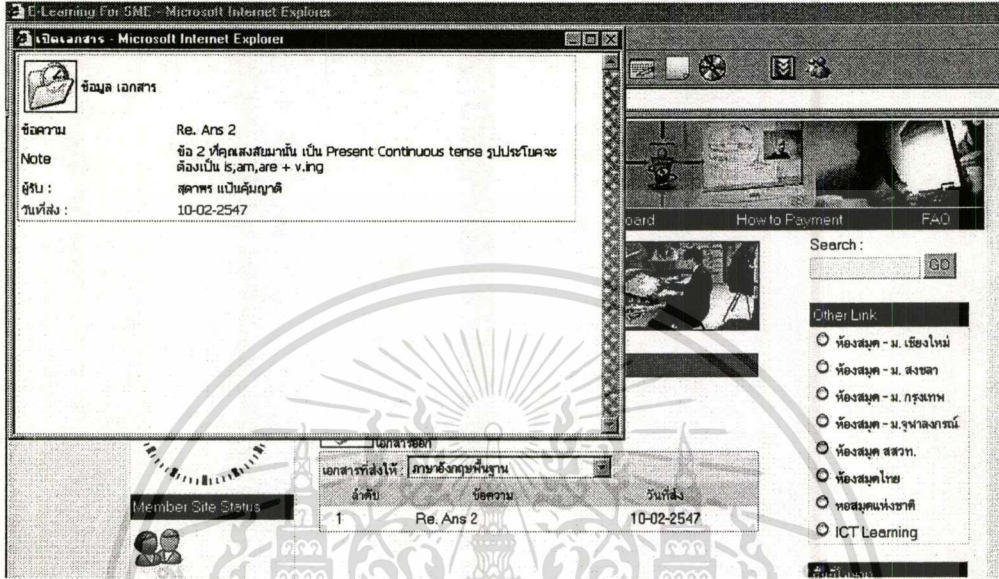 E-Learning For SME - Microsoft Internet Explorer
เปิดเอกสาร - Microsoft Internet Explorer
ข้อมูล เอกสาร
ข้อความ Re. Ans 2
Note ข้อ 2 ที่คุณสงสัยมานั้น เป็น Present Continuous tense รูปประโยคจะ
ต้องเป็น is,am,are + v.ing
ผู้รับ : สุดาพร แป้นคุ้มญาติ
วันที่ส่ง : 10-02-2547
oard How to Payment FAQ
Search :
GO
Other Link
ห้องสมุด - ม. เชียงใหม่
ห้องสมุด - ม. สงขลา
ห้องสมุด - ม. กรุงเทพ
ห้องสมุด - ม.จุฬาลงกรณ์
ห้องสมุด สสวท.
ห้องสมุดไทย
หอสมุดแห่งชาติ
ICT Learning
เอกสารออก
เอกสารที่ส่งให้ : ภาษาอังกฤษพื้นฐาน
ลำดับ ข้อความ วันที่ส่ง
1 Re. Ans 2 10-02-2547
Member Site Status